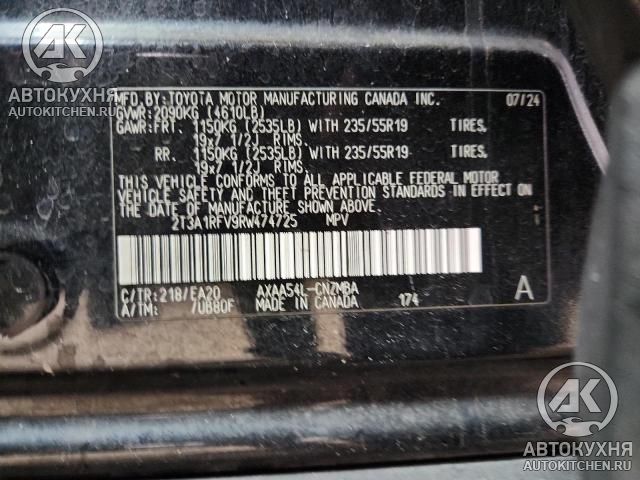 AK
АВТОКУХНЯ
AUTOKITCHEN.RU
MFD.BY:TOYOTA MOTOR MANUFACTURING CANADA INC. 07/24
GVWR:2090KG (4610LB)
GAWR:FRT. 1150KG (2535LB) WITH 235/55R19 TIRES,
19x7 1/2J RIMS.
RR. 1150KG (2535LB) WITH 235/55R19 TIRES,
19x7 1/2J RIMS.
THIS VEHICLE CONFORMS TO ALL APPLICABLE FEDERAL MOTOR
VEHICLE SAFETY AND THEFT PREVENTION STANDARDS IN EFFECT ON
THE DATE OF MANUFACTURE SHOWN ABOVE.
2T3A1RFV9RW474725 MPV
C/TR:218/EA20 AXAA54L-CNZMBA A
A/TM: /UB80F MADE IN CANADA 174
AK
АВТОКУХНЯ
AUTOKITCHEN.RU